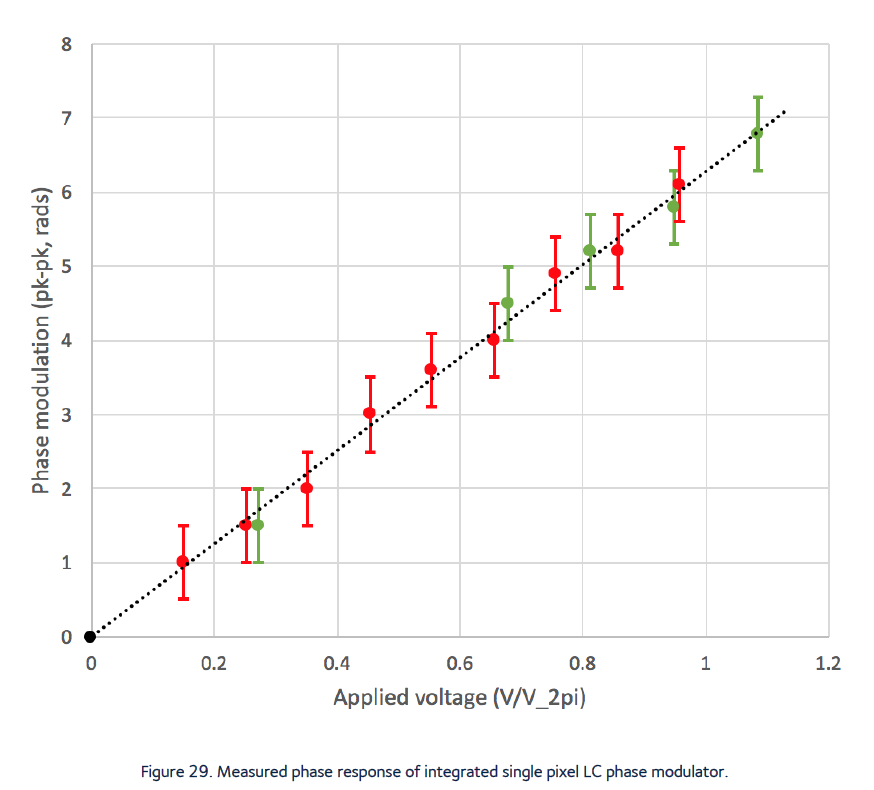 8
7
6
5
4
3
2
1
0
Phase modulation (pk-pk, rads)
0 0.2 0.4 0.6 0.8 1 1.2
Applied voltage (V/V_2pi)
Figure 29. Measured phase response of integrated single pixel LC phase modulator.